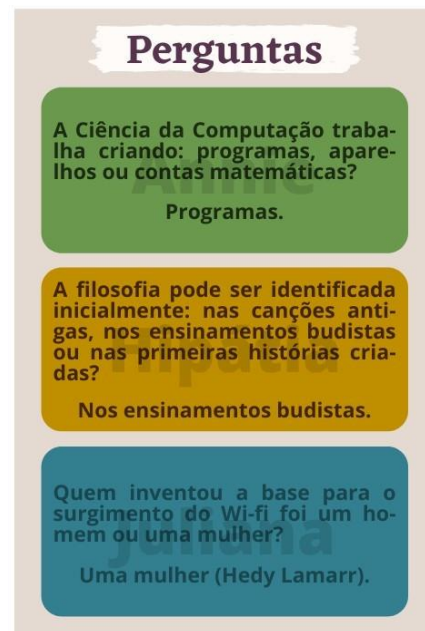 Perguntas
Annie
A Ciência da Computação traba-
lha criando: programas, apare-
lhos ou contas matemáticas?
Programas.
Hipátia
A filosofia pode ser identificada
inicialmente: nas canções anti-
gas, nos ensinamentos budistas
ou nas primeiras histórias cria-
das?
Nos ensinamentos budistas.
Juliana
Quem inventou a base para o
surgimento do Wi-fi foi um ho-
mem ou uma mulher?
Uma mulher (Hedy Lamarr).